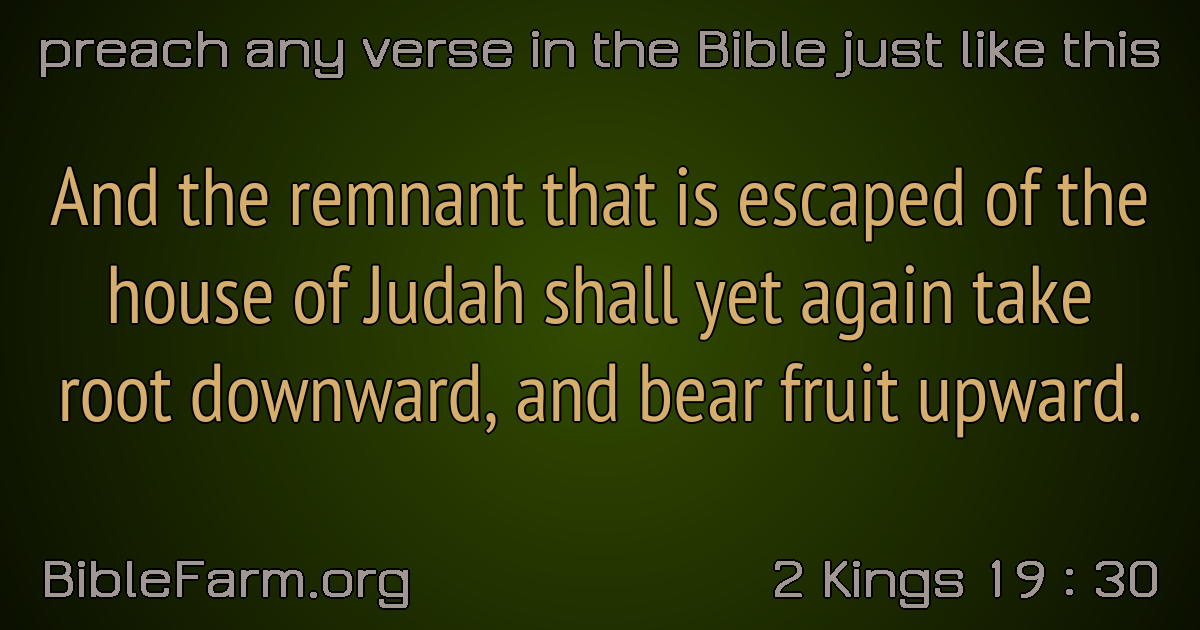 preach any verse in the Bible just like this
And the remnant that is escaped of the
house of Judah shall yet again take
root downward, and bear fruit upward.
BibleFarm.org
2 Kings 19 : 30